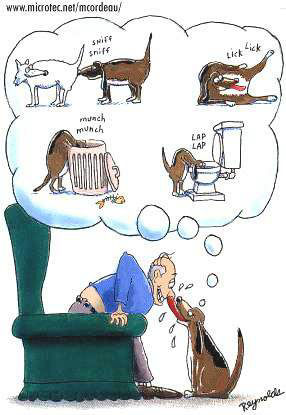 www.microtec.net/mcordeau/
SNIFF
SNIFF
LICK LICK
munch
munch
LAP
LAP
Reynolds